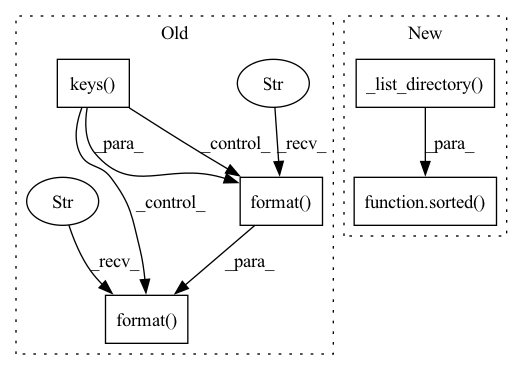 Old
New
keys()
Str
_list_directory()
_para_
_control_
_recv_
_para_
Str
_control_
format()
function.sorted()
_recv_
_para_
format()